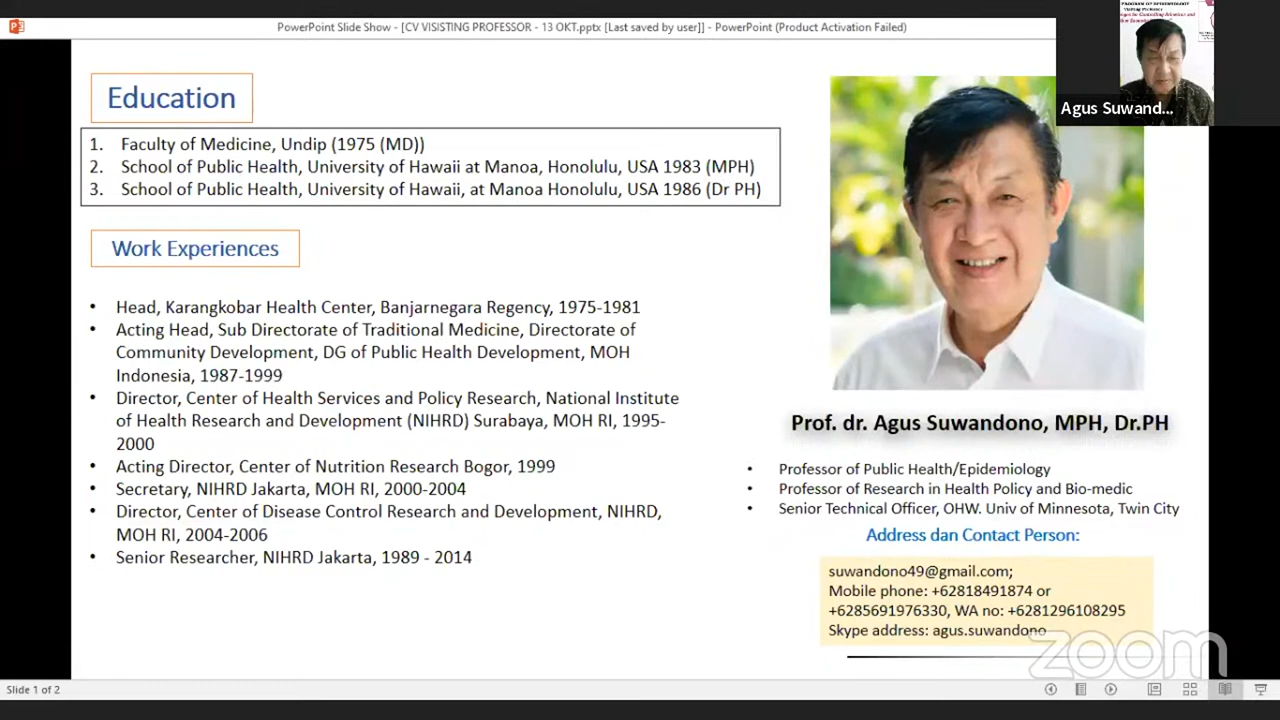 PowerPoint Slide Show - [CV VISISTING PROFESSOR - 13 OKT.pptx [Last saved by user]] - PowerPoint (Product Activation Failed)
Agus Suwand...
Education
1. Faculty of Medicine, Undip (1975 (MD))
2. School of Public Health, University of Hawaii at Manoa, Honolulu, USA 1983 (MPH)
3. School of Public Health, University of Hawaii, at Manoa Honolulu, USA 1986 (Dr PH)
Work Experiences
• Head, Karangkobar Health Center, Banjarnegara Regency, 1975-1981
• Acting Head, Sub Directorate of Traditional Medicine, Directorate of
Community Development, DG of Public Health Development, MOH
Indonesia, 1987-1999
• Director, Center of Health Services and Policy Research, National Institute
of Health Research and Development (NIHRD) Surabaya, MOH RI, 1995-
2000
• Acting Director, Center of Nutrition Research Bogor, 1999
• Secretary, NIHRD Jakarta, MOH RI, 2000-2004
• Director, Center of Disease Control Research and Development, NIHRD,
MOH RI, 2004-2006
• Senior Researcher, NIHRD Jakarta, 1989 - 2014
Prof. dr. Agus Suwandono, MPH, Dr.PH
• Professor of Public Health/Epidemiology
• Professor of Research in Health Policy and Bio-medic
• Senior Technical Officer, OHW. Univ of Minnesota, Twin City
Address dan Contact Person:
suwandono49@gmail.com;
Mobile phone: +62818491874 or
+6285691976330, WA no: +6281296108295
Skype address: agus.suwandono
zoom
Slide 1 of 2